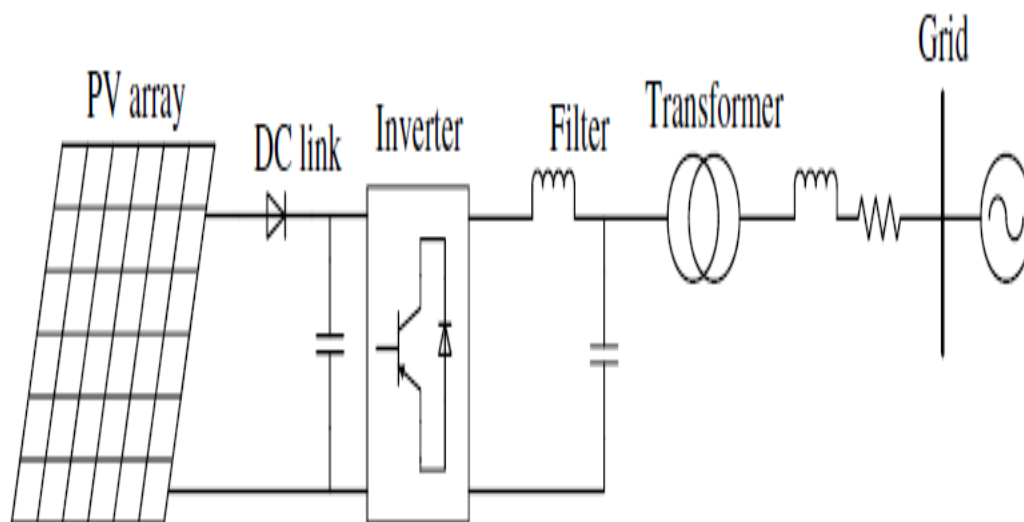 PV array
DC link
Inverter
Filter
Transformer
Grid